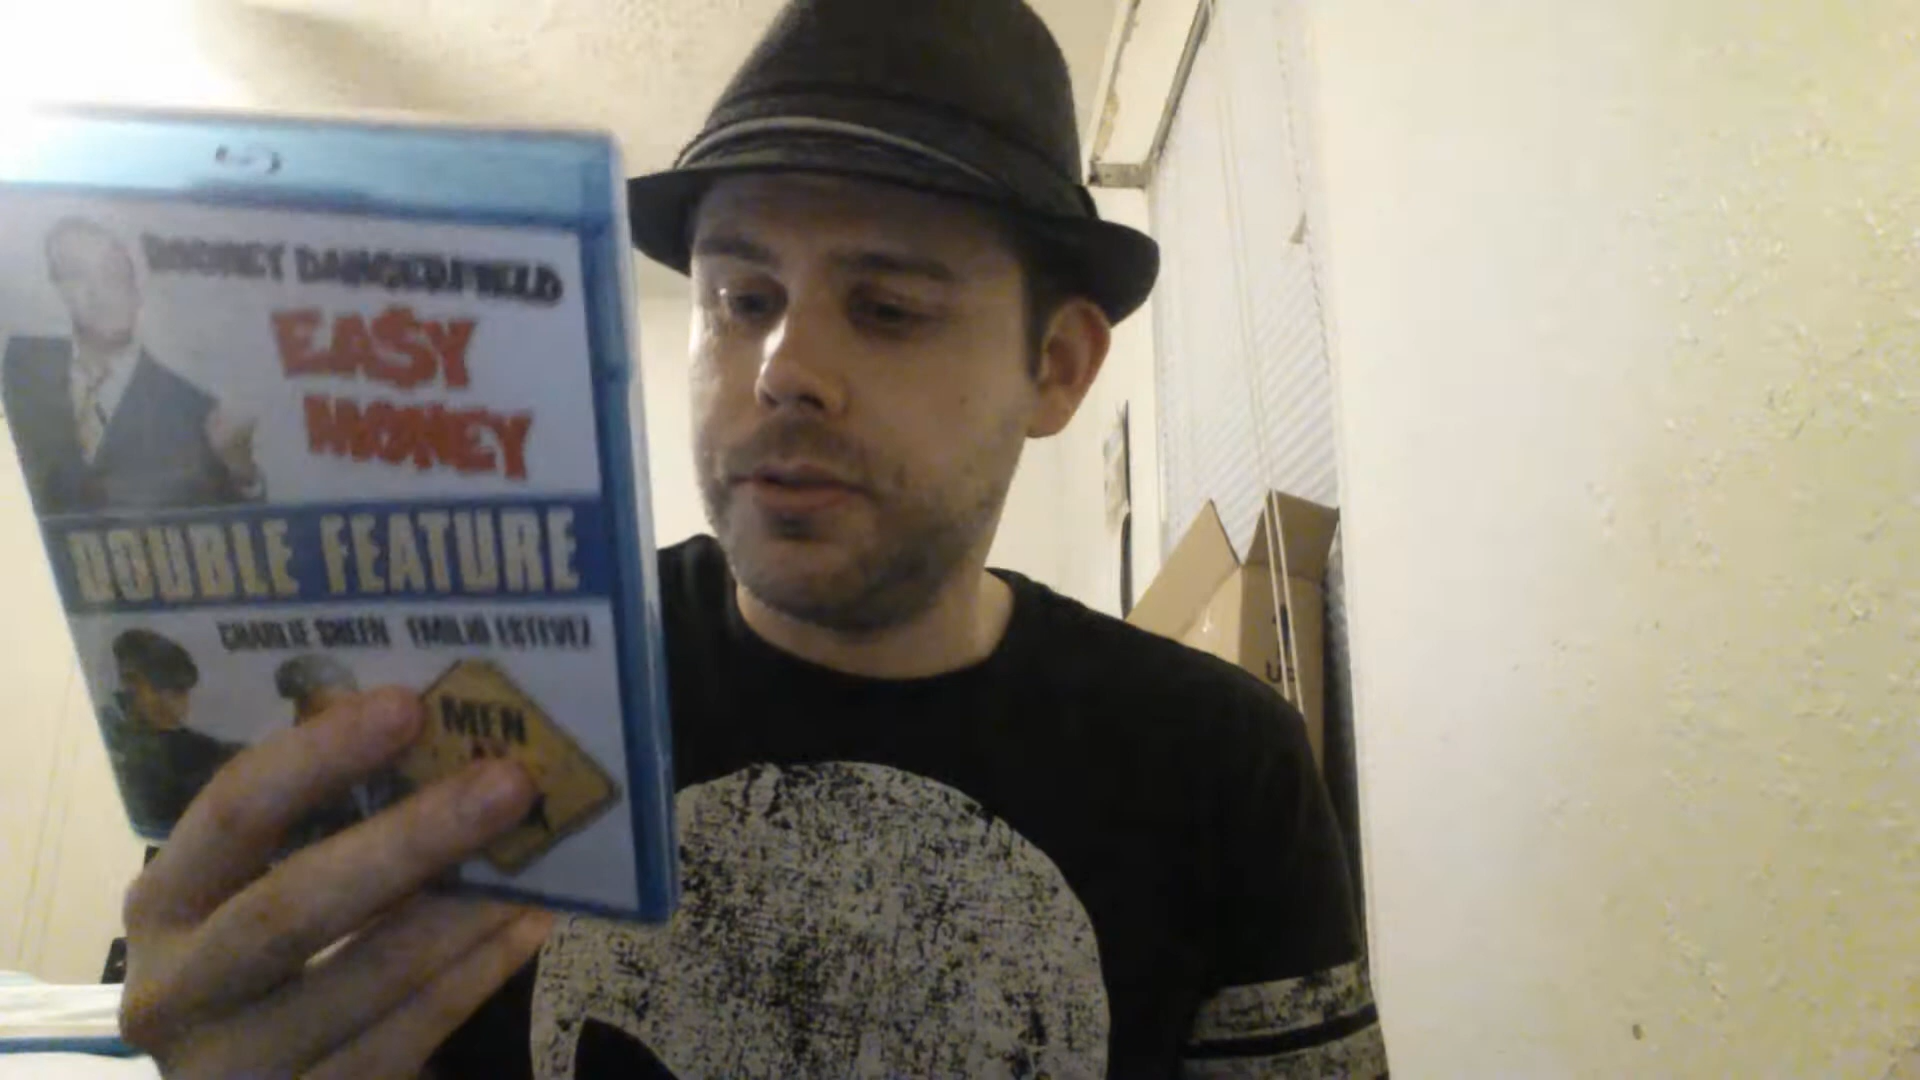 RODNEY DANGERFIELD
EA$Y
MONEY
DOUBLE FEATURE
CHARLIE SHEEN EMILIO ESTEVEZ
MEN